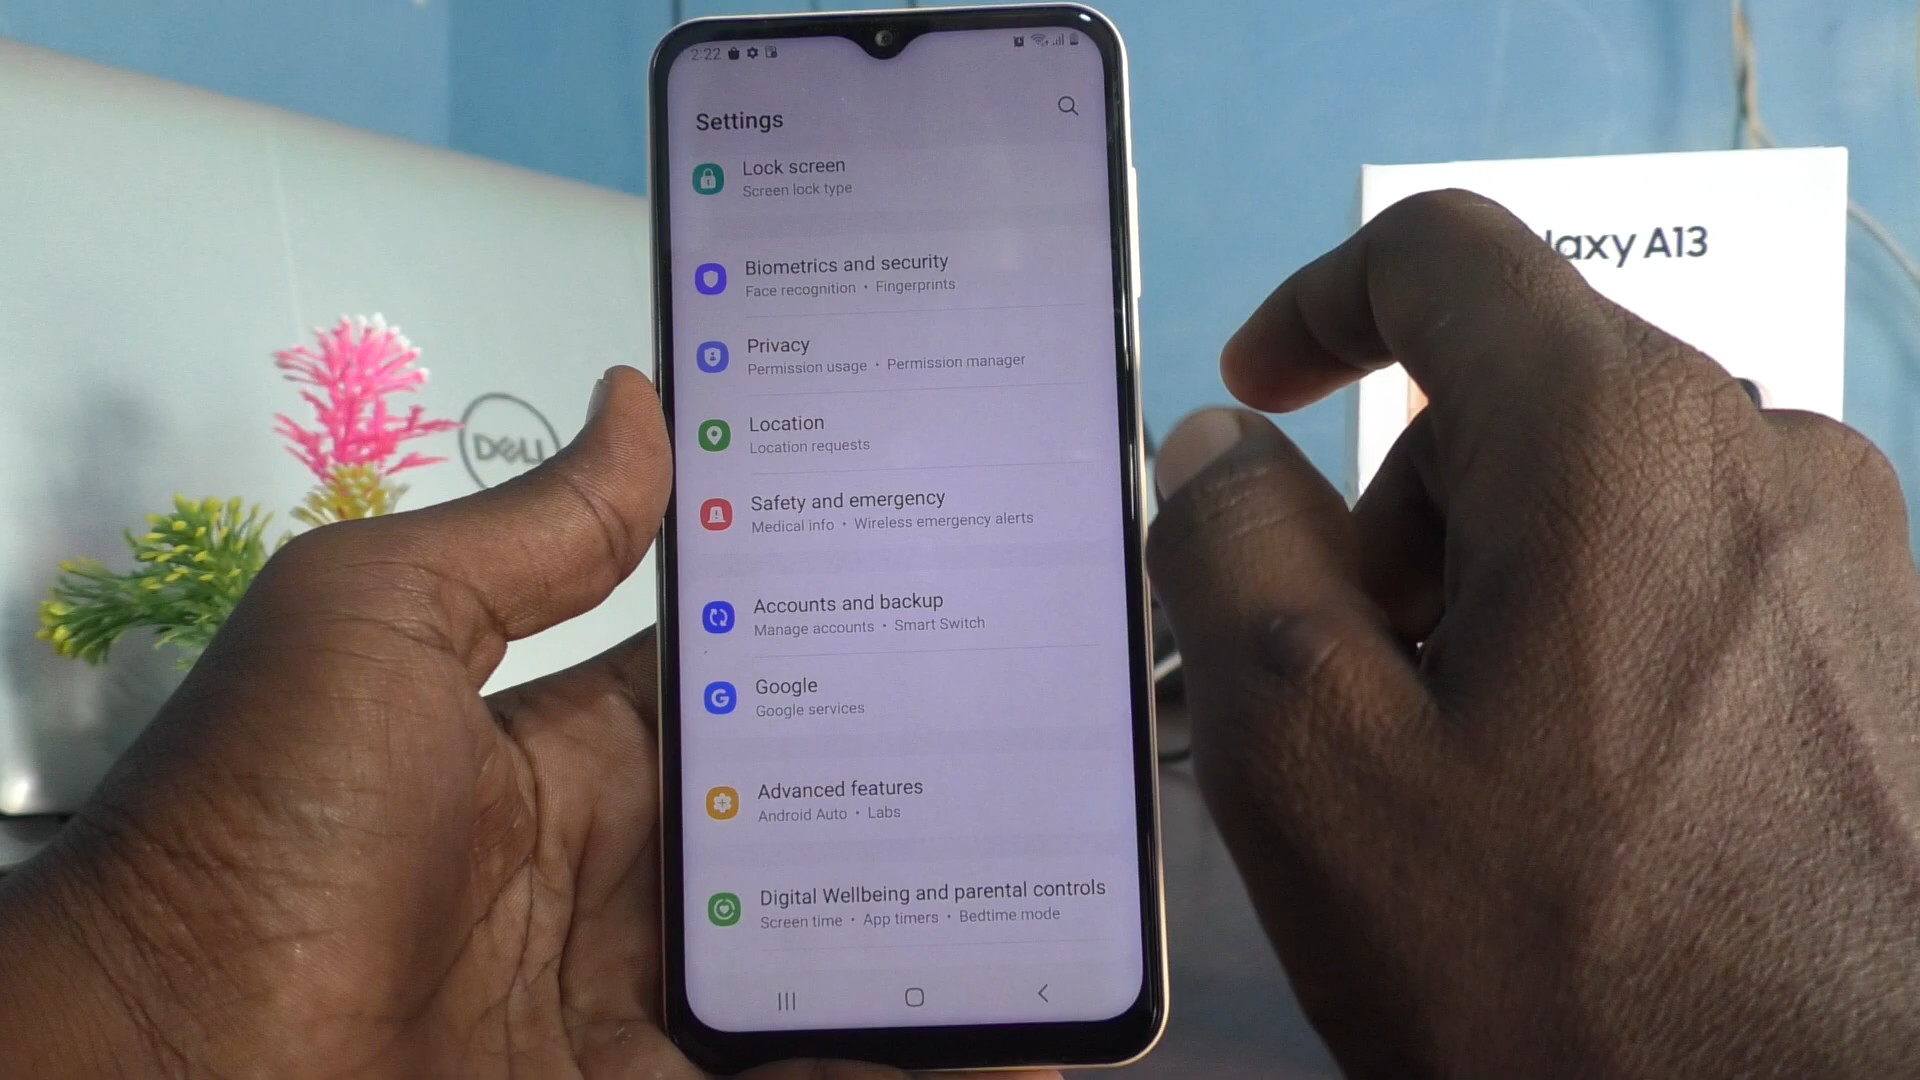 2:22
Settings
Lock screen
Screen lock type
Biometrics and security
Face recognition • Fingerprints
Privacy
Permission usage • Permission manager
Location
Location requests
Safety and emergency
Medical info • Wireless emergency alerts
Accounts and backup
Manage accounts • Smart Switch
Google
Google services
Advanced features
Android Auto • Labs
Digital Wellbeing and parental controls
Screen time • App timers • Bedtime mode
DELL
laxy A13